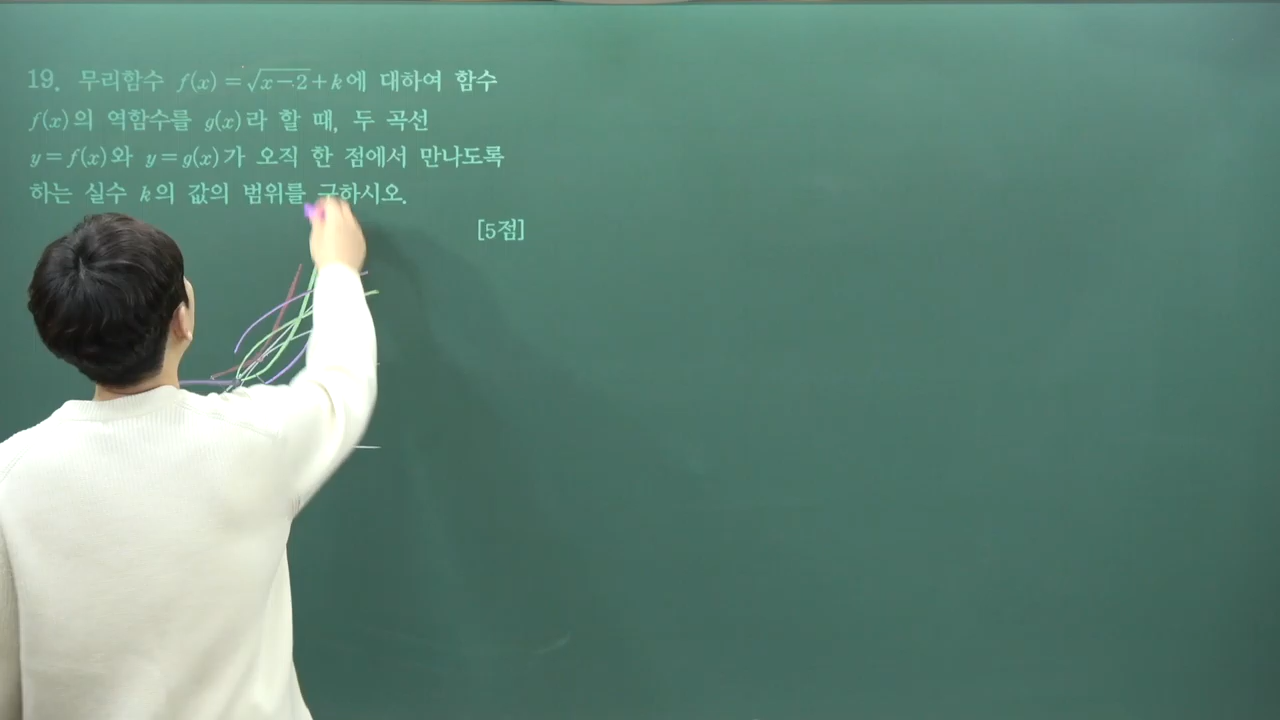 19. 무리함수 f(x)=√(x-2)+k에 대하여 함수
f(x)의 역함수를 g(x)라 할 때, 두 곡선
y=f(x)와 y=g(x)가 오직 한 점에서 만나도록
하는 실수 k의 값의 범위를 구하시오.
[5점]